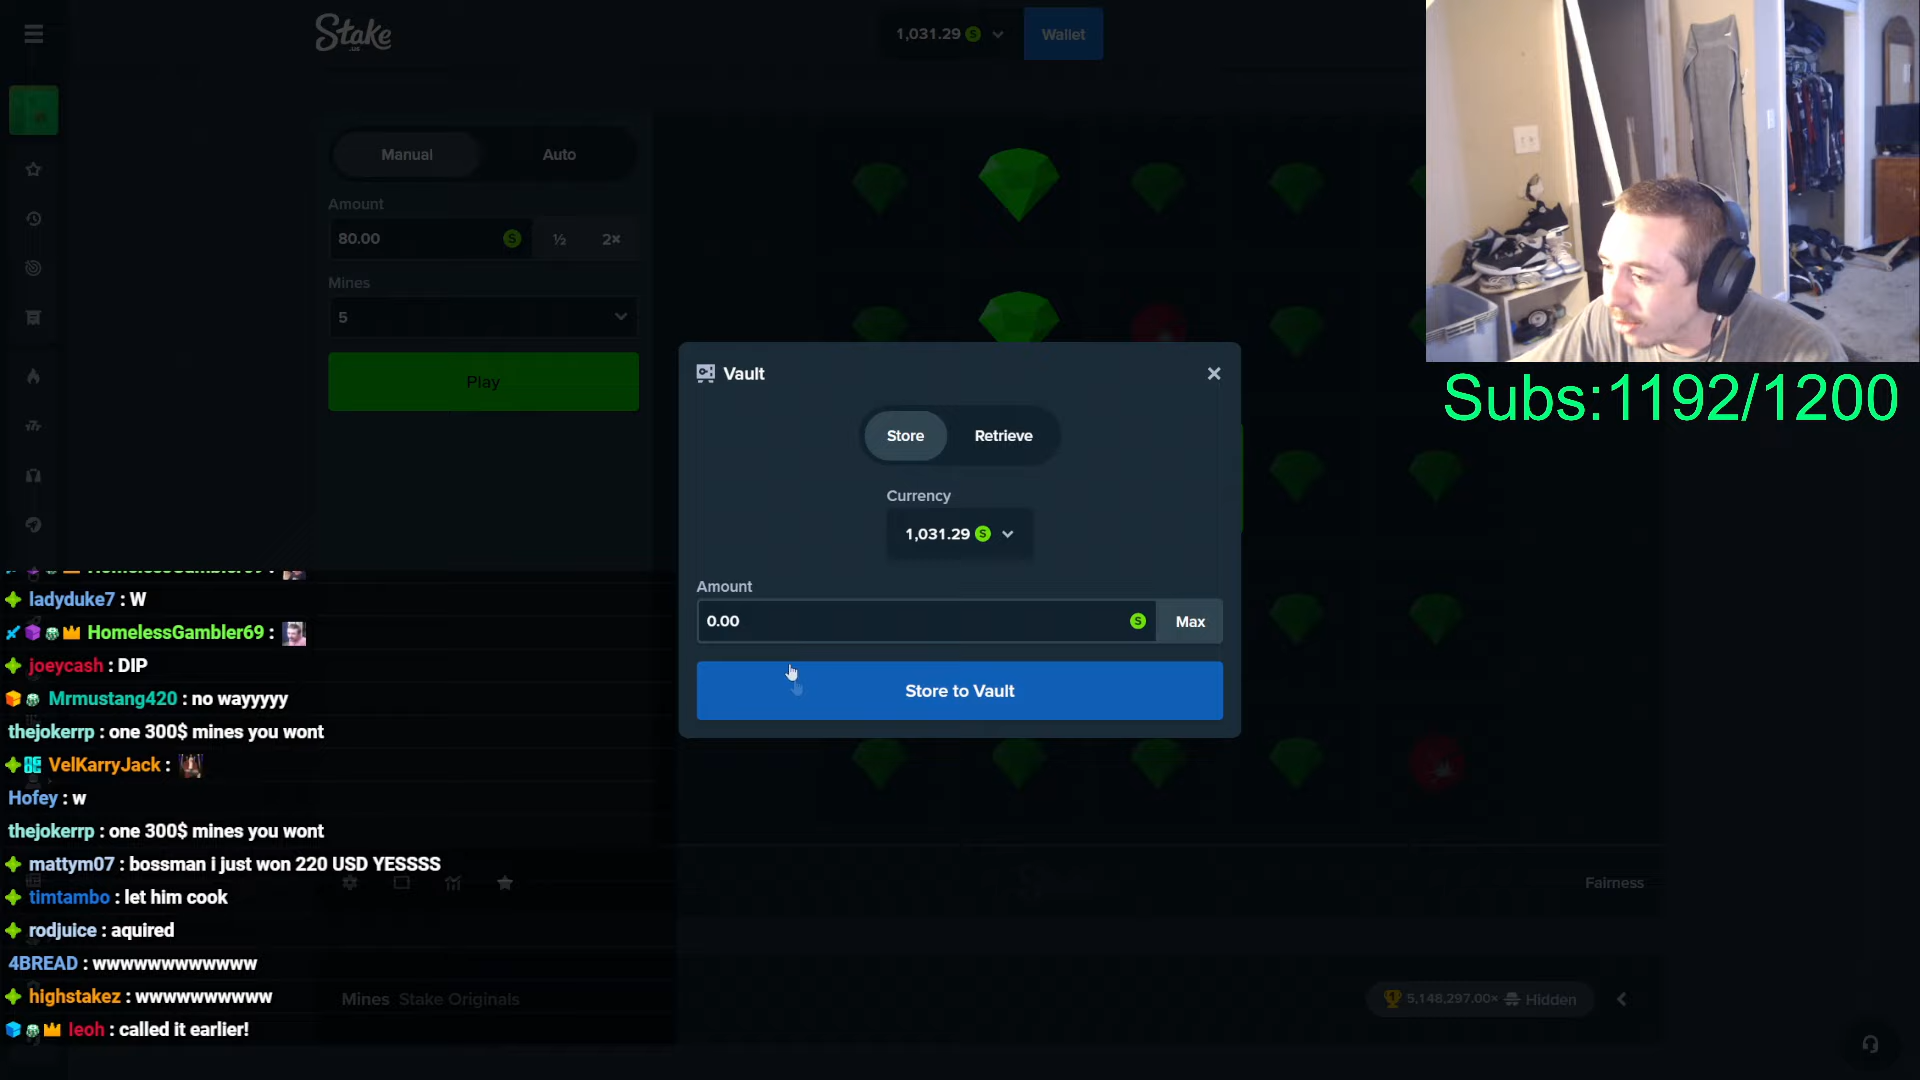 Stake
.us
1,031.29
Wallet
Manual
Auto
Amount
80.00
½
2×
Mines
5
Play
Vault
Store
Retrieve
Currency
1,031.29
Amount
0.00
Max
Store to Vault
Subs:1192/1200
HomelessGambler69 :
ladyduke7 : W
HomelessGambler69 :
joeycash : DIP
Mrmustang420 : no wayyyyy
thejokerrp : one 300$ mines you wont
VelKarryJack :
Hofey : w
thejokerrp : one 300$ mines you wont
mattym07 : bossman i just won 220 USD YESSSS
timtambo : let him cook
rodjuice : aquired
4BREAD : wwwwwwwwwwww
highstakez : wwwwwwwwww
leoh : called it earlier!
Fairness
Mines Stake Originals
5,148,297.00× Hidden